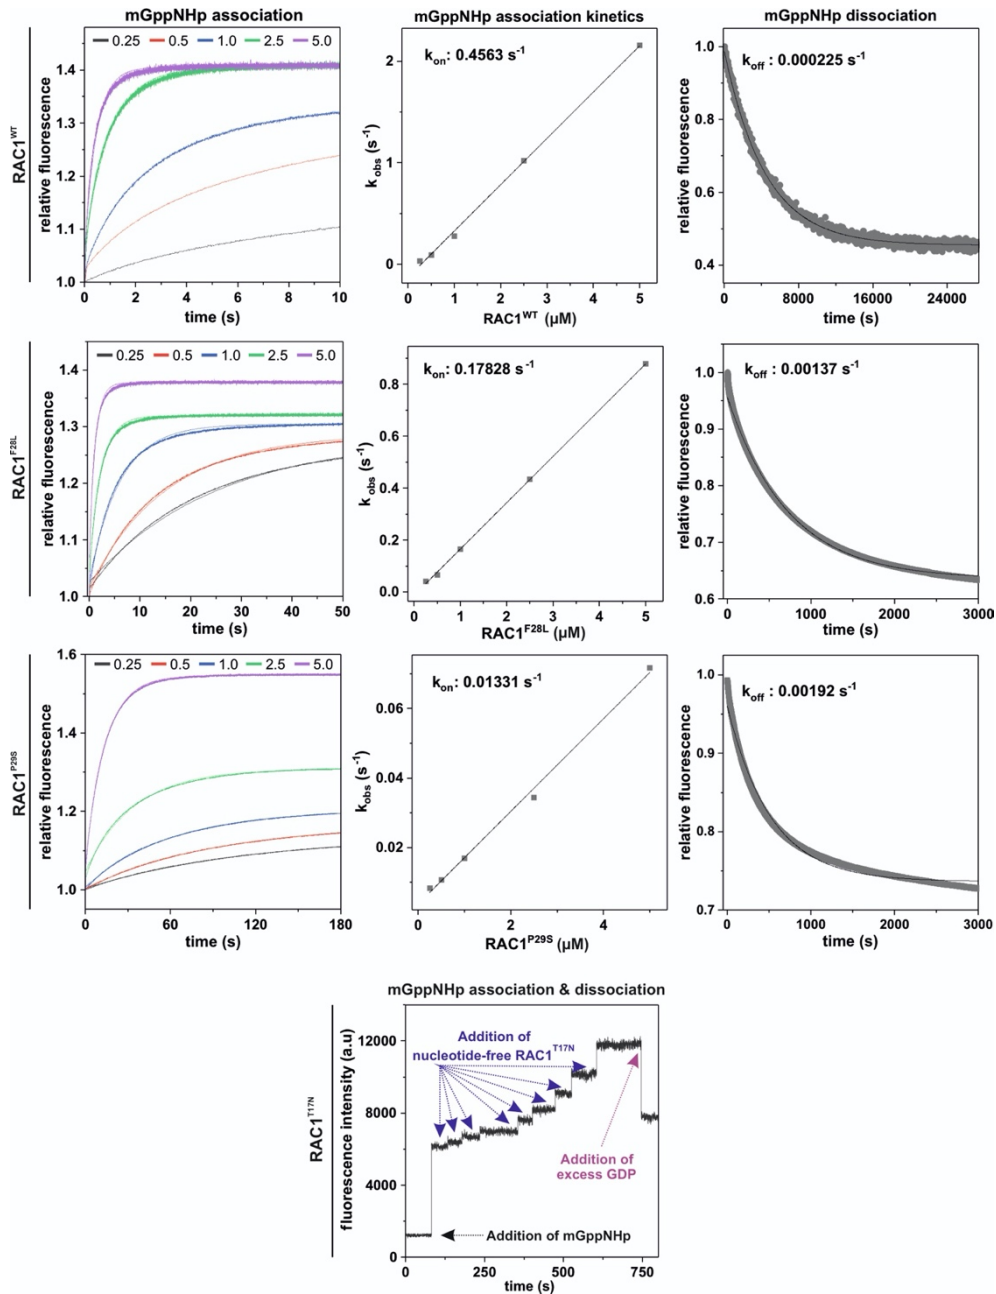 mGppNHp association
mGppNHp association kinetics
mGppNHp dissociation
RAC1WT
relative fluorescence
0.25 0.5 1.0 2.5 5.0
1.4
1.3
1.2
1.1
1.0
0 2 4 6 8 10
time (s)
kobs (s-1)
kon: 0.4563 s-1
2
1
0
0 1 2 3 4 5
RAC1WT (µM)
relative fluorescence
koff : 0.000225 s-1
1.0
0.8
0.6
0.4
0 8000 16000 24000
time (s)
RAC1F28L
relative fluorescence
0.25 0.5 1.0 2.5 5.0
1.4
1.3
1.2
1.1
1.0
0 10 20 30 40 50
time (s)
kobs (s-1)
kon: 0.17828 s-1
0.8
0.6
0.4
0.2
0.0
0 1 2 3 4 5
RAC1F28L (µM)
relative fluorescence
koff : 0.00137 s-1
1.0
0.9
0.8
0.7
0.6
0 1000 2000 3000
time (s)
RAC1P29S
relative fluorescence
0.25 0.5 1.0 2.5 5.0
1.6
1.4
1.2
1.0
0 60 120 180
time (s)
kobs (s-1)
kon: 0.01331 s-1
0.06
0.04
0.02
0 2 4
RAC1P29S (µM)
relative fluorescence
koff : 0.00192 s-1
1.0
0.9
0.8
0.7
0 1000 2000 3000
time (s)
mGppNHp association & dissociation
RAC1T17N
fluorescence intensity (a.u)
12000
8000
4000
0
Addition of
nucleotide-free RAC1T17N
Addition of
excess GDP
Addition of mGppNHp
0 250 500 750
time (s)